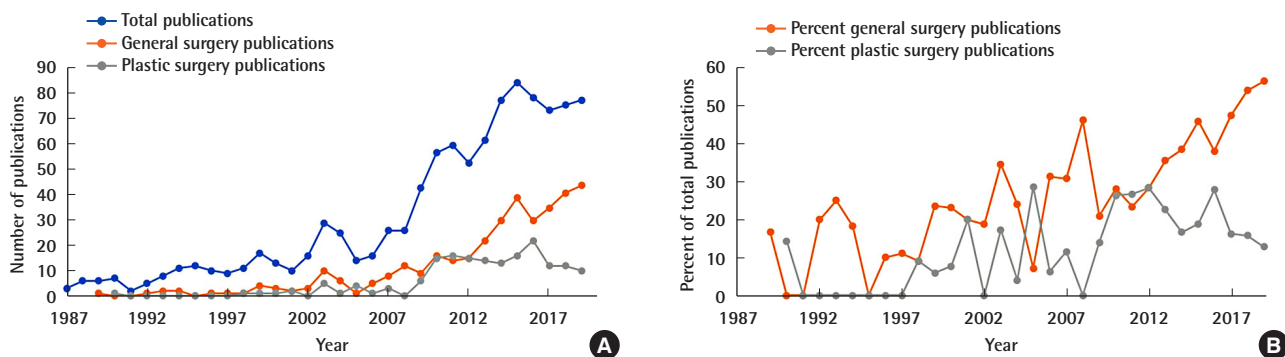 Total publications
General surgery publications
Plastic surgery publications
90
80
70
60
50
40
30
20
10
0
Number of publications
1987 1992 1997 2002 2007 2012 2017
Year
A
Percent general surgery publications
Percent plastic surgery publications
60
50
40
30
20
10
0
Percent of total publications
1987 1992 1997 2002 2007 2012 2017
Year
B